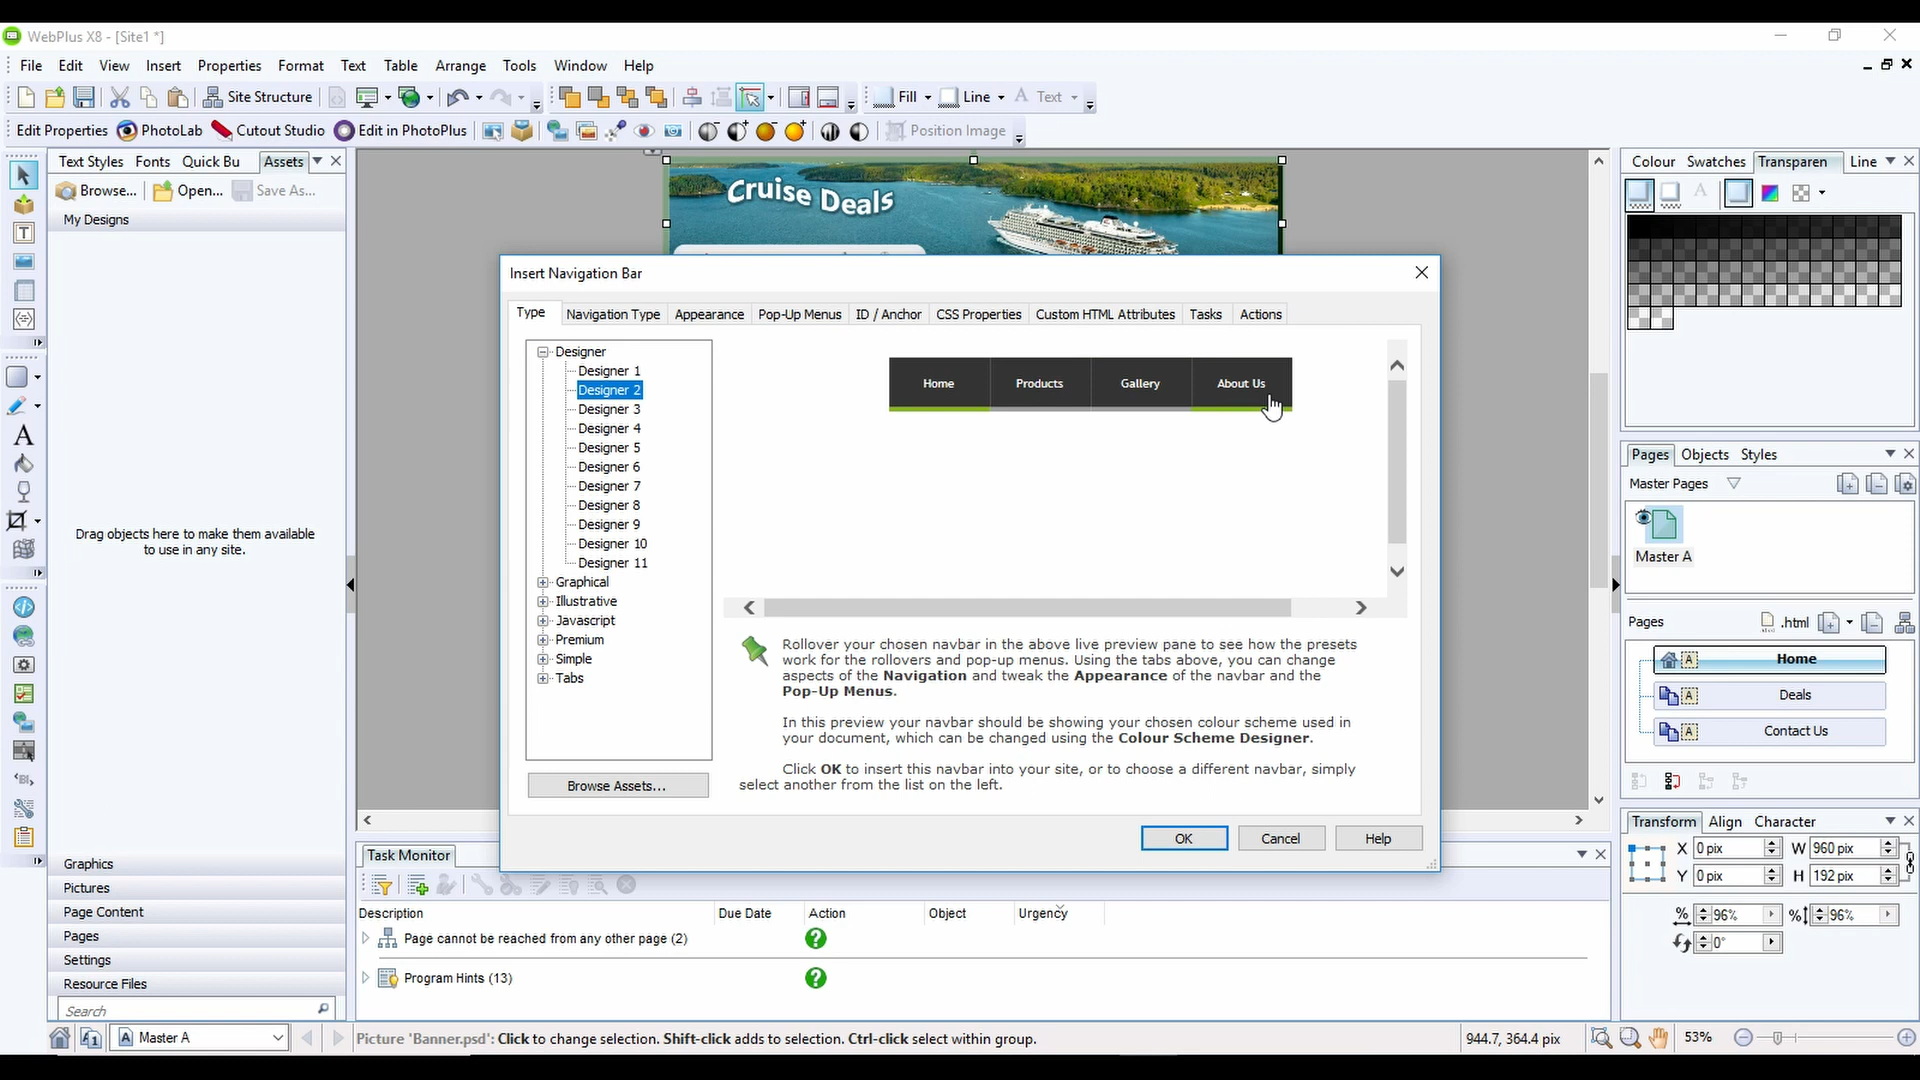 WebPlus X8 - [Site1 *]
File Edit View Insert Properties Format Text Table Arrange Tools Window Help
Site Structure Fill Line A Text
Edit Properties PhotoLab Cutout Studio Edit in PhotoPlus Position Image
Text Styles Fonts Quick Bu Assets
Browse... Open... Save As...
My Designs
Drag objects here to make them available
to use in any site.
Graphics
Pictures
Page Content
Pages
Settings
Resource Files
Search
Cruise Deals
Insert Navigation Bar
Type Navigation Type Appearance Pop-Up Menus ID / Anchor CSS Properties Custom HTML Attributes Tasks Actions
Designer
Designer 1
Designer 2
Designer 3
Designer 4
Designer 5
Designer 6
Designer 7
Designer 8
Designer 9
Designer 10
Designer 11
Graphical
Illustrative
Javascript
Premium
Simple
Tabs
Browse Assets...
Home Products Gallery About Us
Rollover your chosen navbar in the above live preview pane to see how the presets
work for the rollovers and pop-up menus. Using the tabs above, you can change
aspects of the Navigation and tweak the Appearance of the navbar and the
Pop-Up Menus.
In this preview your navbar should be showing your chosen colour scheme used in
your document, which can be changed using the Colour Scheme Designer.
Click OK to insert this navbar into your site, or to choose a different navbar, simply
select another from the list on the left.
OK Cancel Help
Task Monitor
Description Due Date Action Object Urgency
Page cannot be reached from any other page (2)
Program Hints (13)
Colour Swatches Transparen Line
Pages Objects Styles
Master Pages
Master A
Pages .html
A Home
A Deals
A Contact Us
Transform Align Character
X 0 pix W 960 pix
Y 0 pix H 192 pix
% 96% % 96%
0°
A Master A
Picture 'Banner.psd': Click to change selection. Shift-click adds to selection. Ctrl-click select within group.
944.7, 364.4 pix
53%